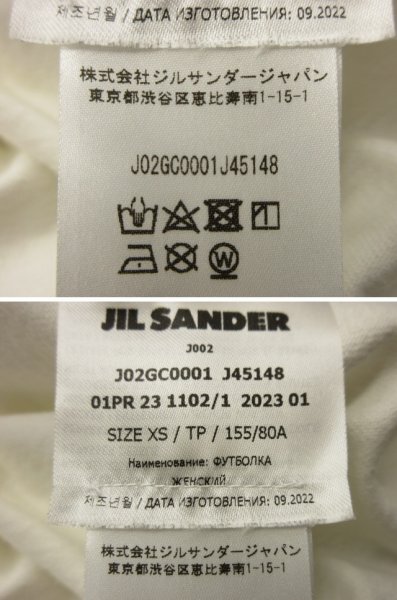 제조년월 / ДАТА ИЗГОТОВЛЕНИЯ: 09.2022
株式会社ジルサンダージャパン
東京都渋谷区恵比寿南1-15-1
J02GC0001J45148
W
JIL SANDER
J002
J02GC0001 J45148
01PR 23 1102/1 2023 01
SIZE XS / TP / 155/80A
Наименование: ФУТБОЛКА
ЖЕНСКИЙ
제조년월 / ДАТА ИЗГОТОВЛЕНИЯ: 09.2022
株式会社ジルサンダージャパン
東京都渋谷区恵比寿南1-15-1